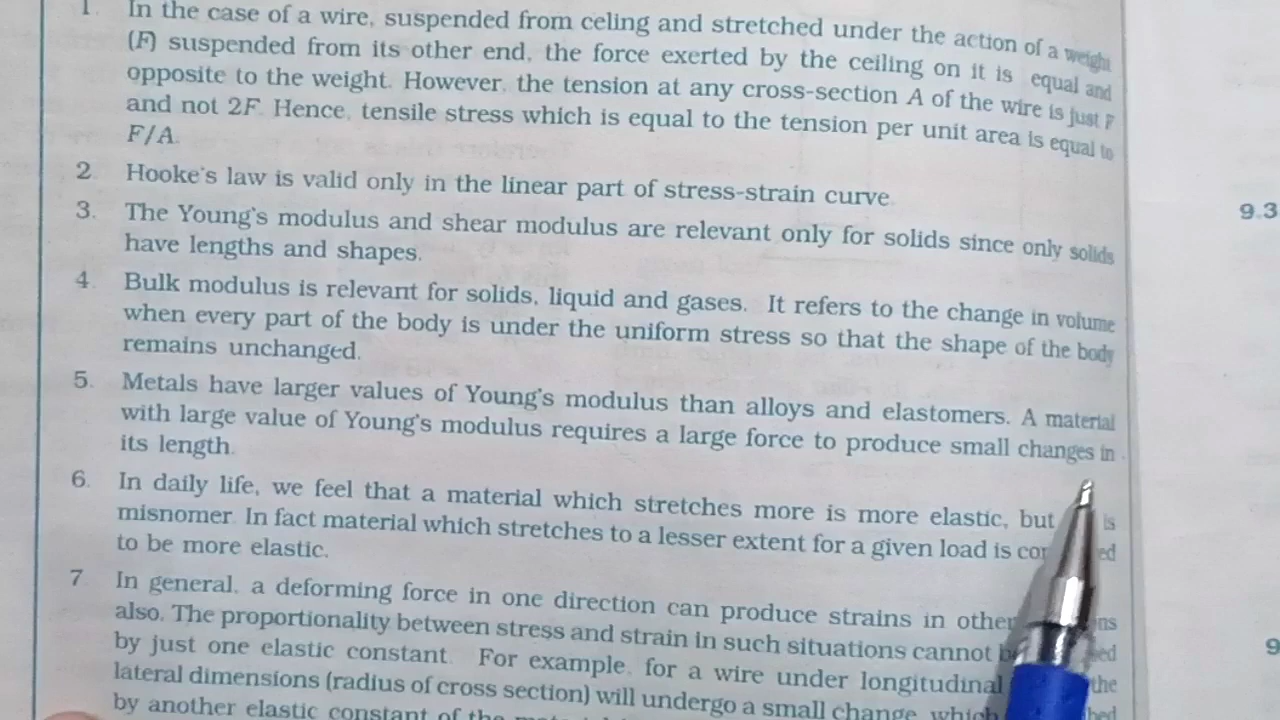 1. In the case of a wire, suspended from celing and stretched under the action of a weight
(F) suspended from its other end, the force exerted by the ceiling on it is equal and
opposite to the weight. However, the tension at any cross-section A of the wire is just F
and not 2F. Hence, tensile stress which is equal to the tension per unit area is equal to
F/A.
2. Hooke's law is valid only in the linear part of stress-strain curve.
3. The Young's modulus and shear modulus are relevant only for solids since only solids
have lengths and shapes.
4. Bulk modulus is relevant for solids, liquid and gases. It refers to the change in volume
when every part of the body is under the uniform stress so that the shape of the body
remains unchanged.
5. Metals have larger values of Young's modulus than alloys and elastomers. A material
with large value of Young's modulus requires a large force to produce small changes in
its length.
6. In daily life, we feel that a material which stretches more is more elastic, but is
misnomer. In fact material which stretches to a lesser extent for a given load is
to be more elastic.
7. In general, a deforming force in one direction can produce strains in other
also. The proportionality between stress and strain in such situations cannot
by just one elastic constant. For example, for a wire under longitudinal the
lateral dimensions (radius of cross section) will undergo a small change, which
by another elastic constant of the
9.3
9